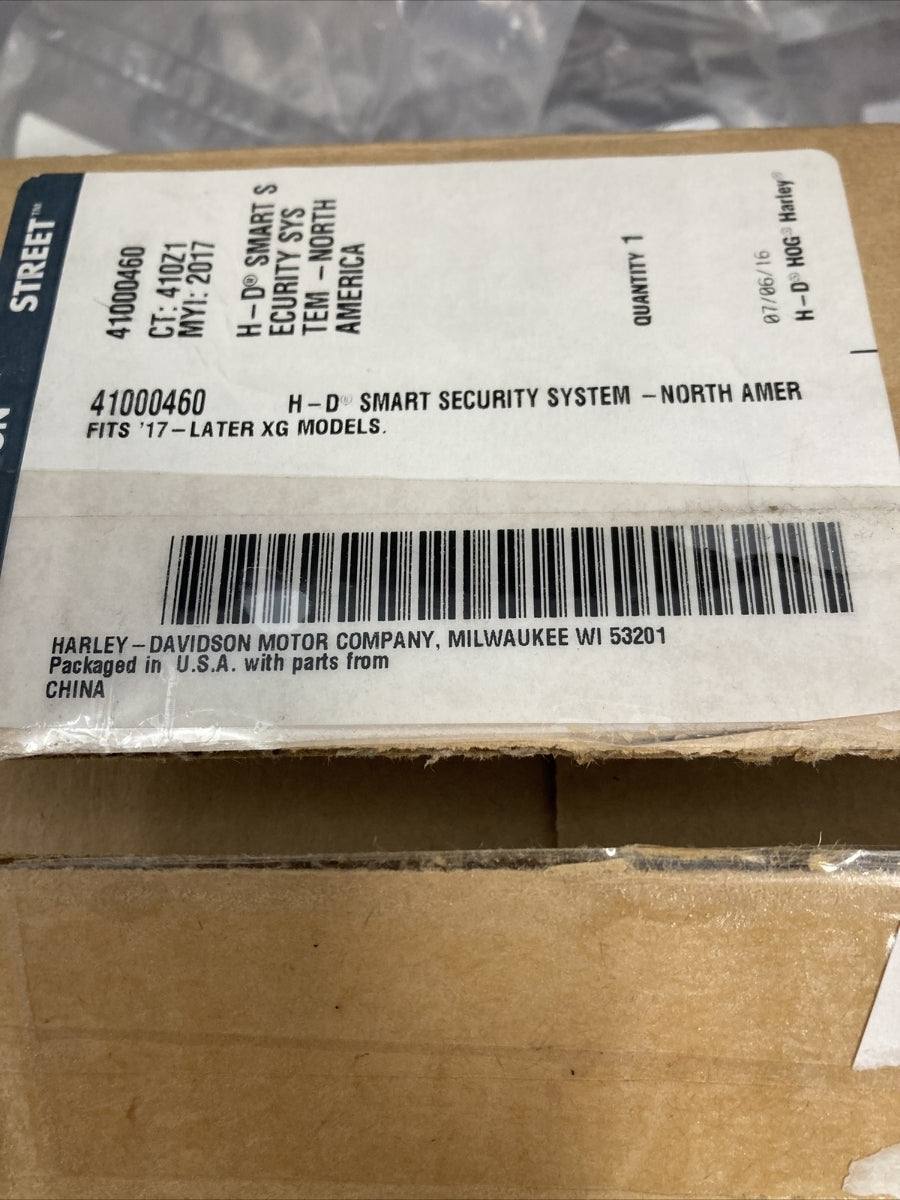 STREET™
41000460
CT: 410Z1
MYI: 2017
H-D® SMART S
ECURITY SYS
TEM -NORTH
AMERICA
QUANTITY 1
07/06/16
H-D® HOG® Harley®
41000460 H-D® SMART SECURITY SYSTEM -NORTH AMER
FITS '17-LATER XG MODELS.
HARLEY-DAVIDSON MOTOR COMPANY, MILWAUKEE WI 53201
Packaged in U.S.A. with parts from
CHINA